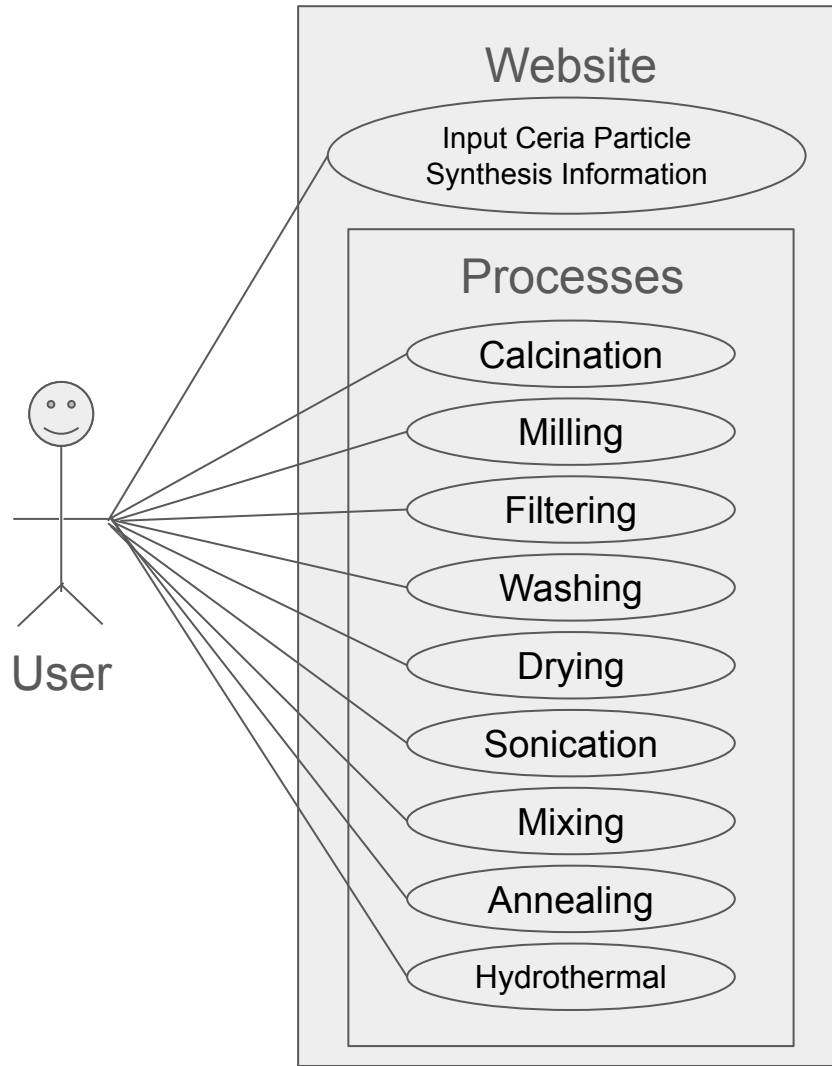 Website
Input Ceria Particle
Synthesis Information
Processes
Calcination
Milling
Filtering
Washing
Drying
Sonication
Mixing
Annealing
Hydrothermal
User